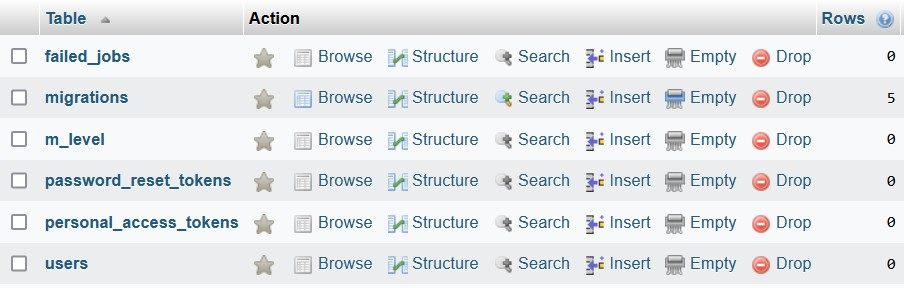 Table Action Rows
failed_jobs Browse Structure Search Insert Empty Drop 0
migrations Browse Structure Search Insert Empty Drop 5
m_level Browse Structure Search Insert Empty Drop 0
password_reset_tokens Browse Structure Search Insert Empty Drop 0
personal_access_tokens Browse Structure Search Insert Empty Drop 0
users Browse Structure Search Insert Empty Drop 0